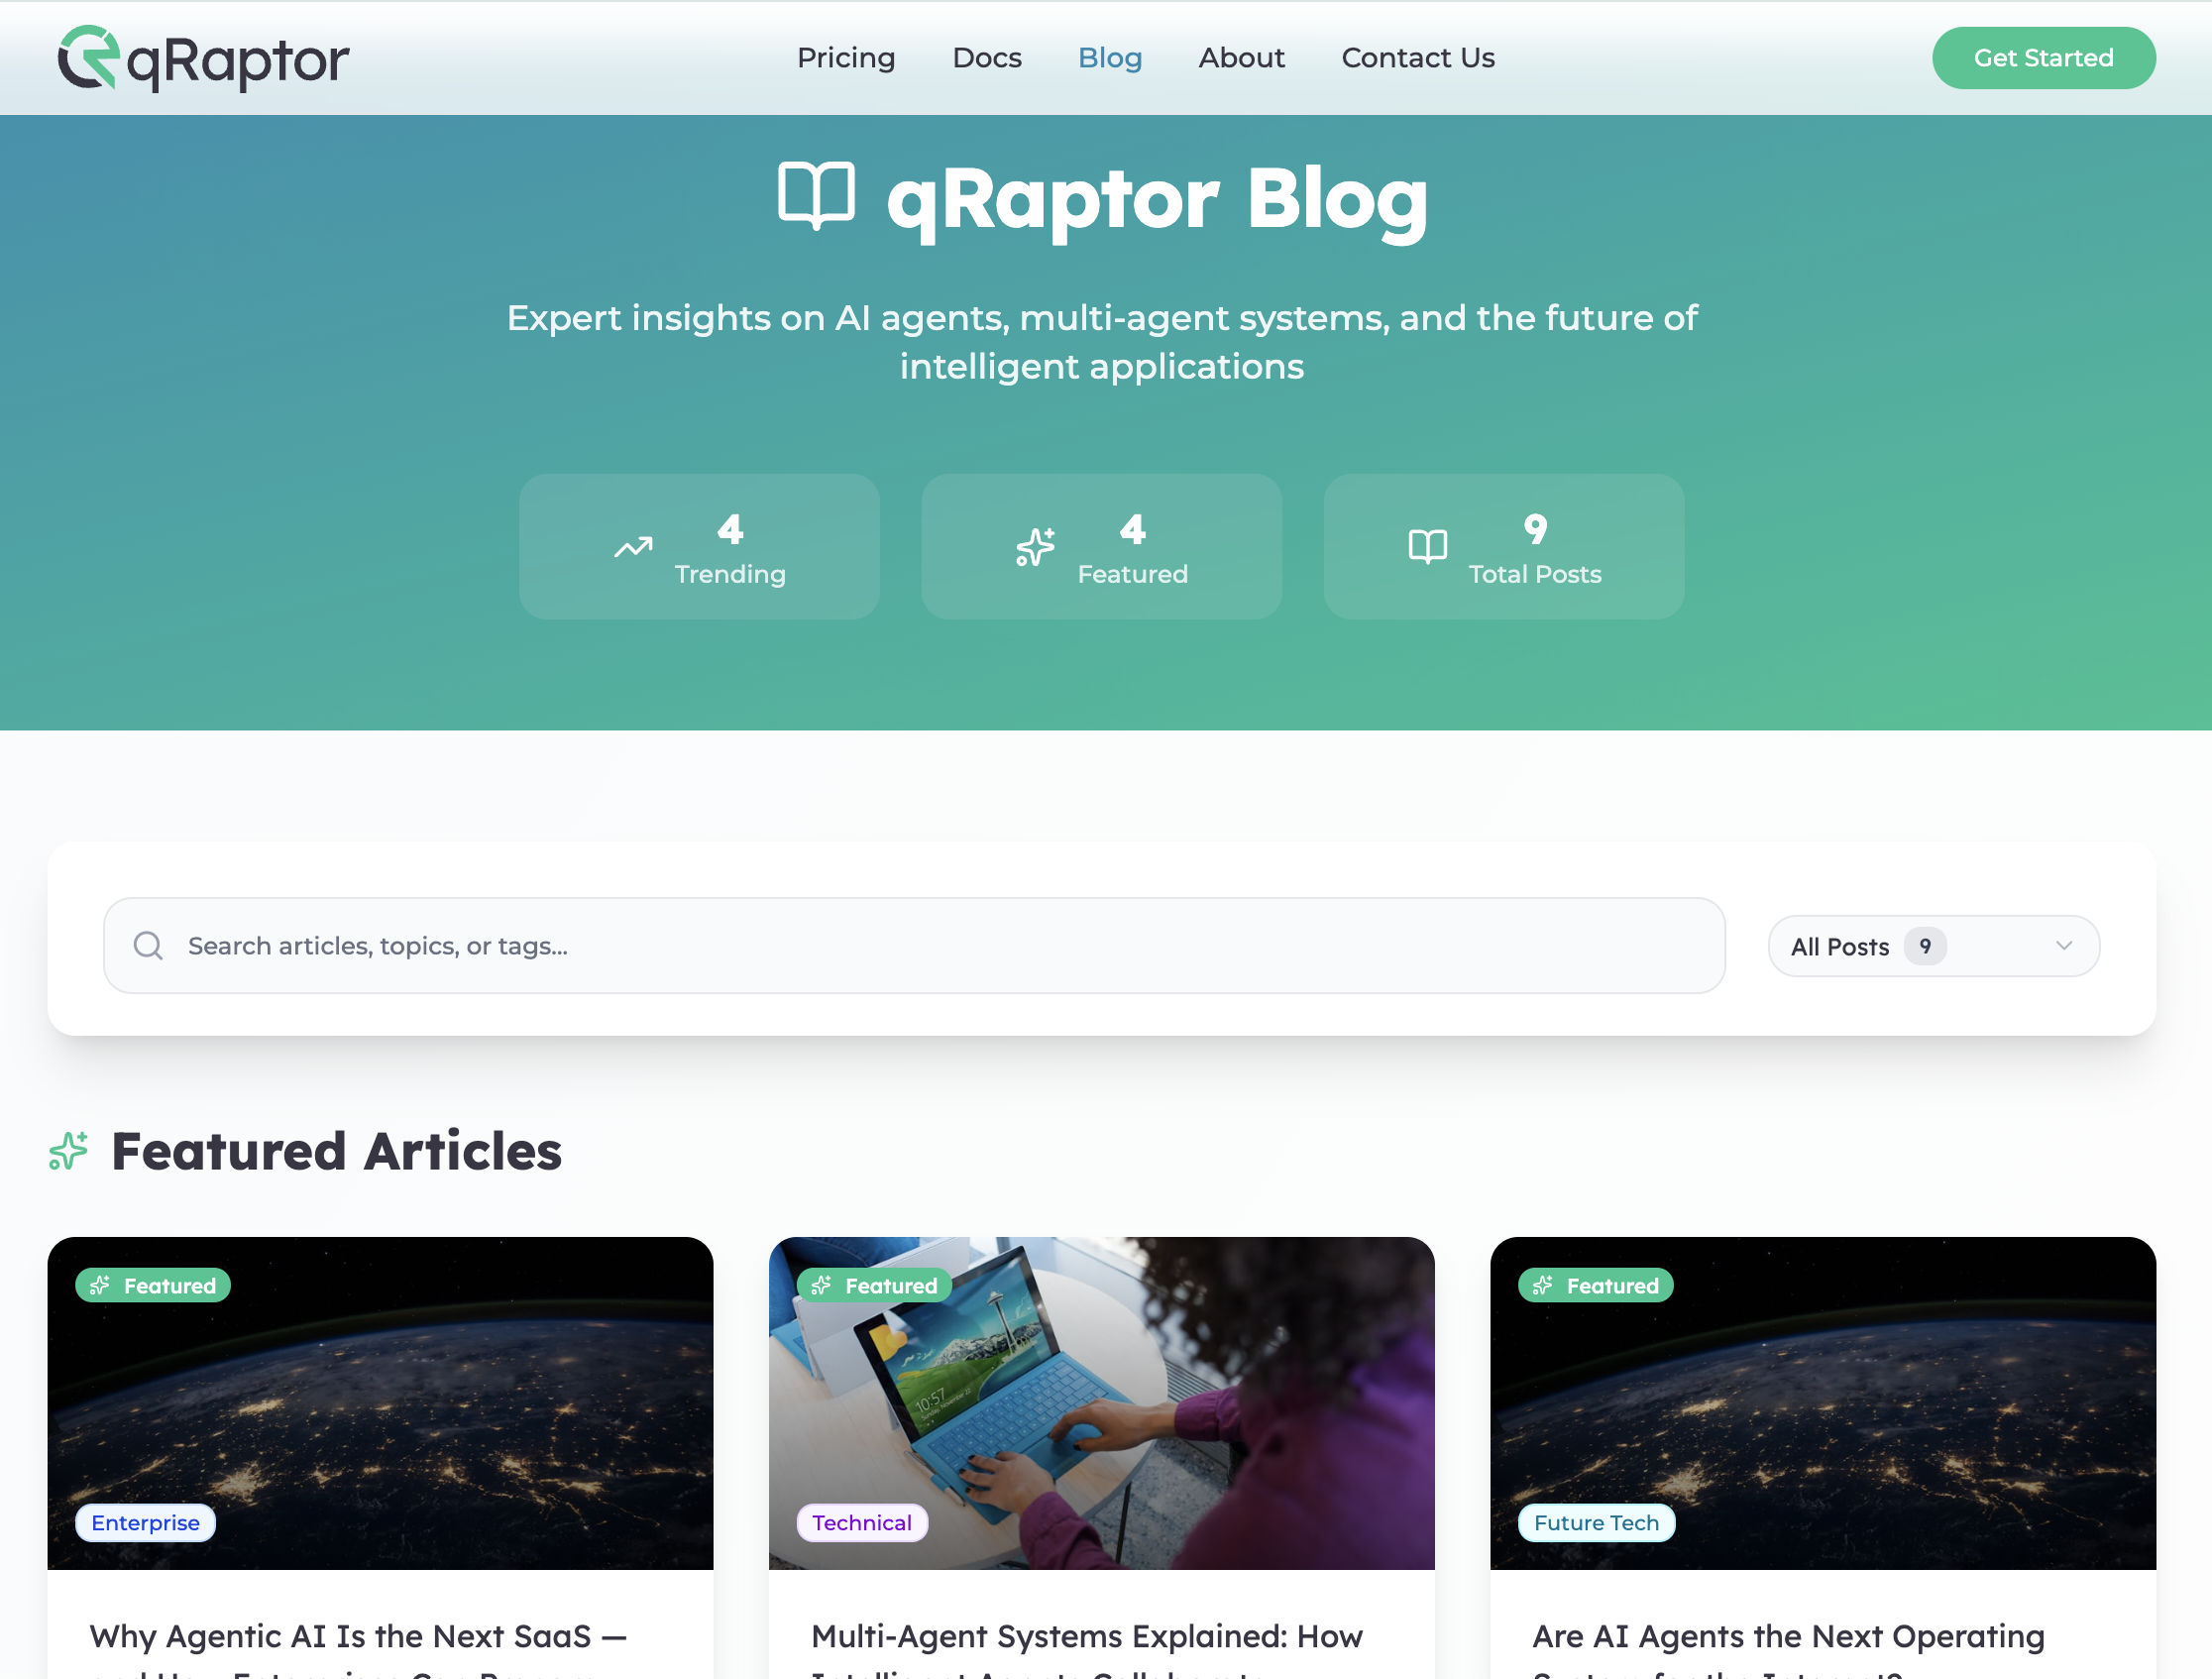 qRaptor
Pricing
Docs
Blog
About
Contact Us
Get Started
qRaptor Blog
Expert insights on AI agents, multi-agent systems, and the future of
intelligent applications
4
Trending
4
Featured
9
Total Posts
Search articles, topics, or tags...
All Posts 9
Featured Articles
Featured
Enterprise
Why Agentic AI Is the Next SaaS —
Featured
10:57
Technical
Multi-Agent Systems Explained: How
Featured
Future Tech
Are AI Agents the Next Operating